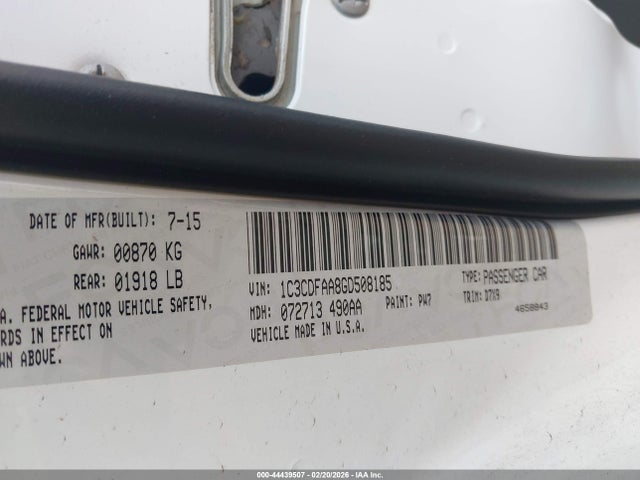 DATE OF MFR(BUILT): 7-15
GAWR: 00870 KG
REAR: 01918 LB
A. FEDERAL MOTOR VEHICLE SAFETY,
RDS IN EFFECT ON
WN ABOVE.
VIN: 1C3CDFAA8GD508185
TYPE: PASSENGER CAR
MDH: 072713 490AA
PAINT: PW7
TRIM: D7X9
VEHICLE MADE IN U.S.A.
4658843
000-44439507 - 02/20/2026 - IAA Inc.